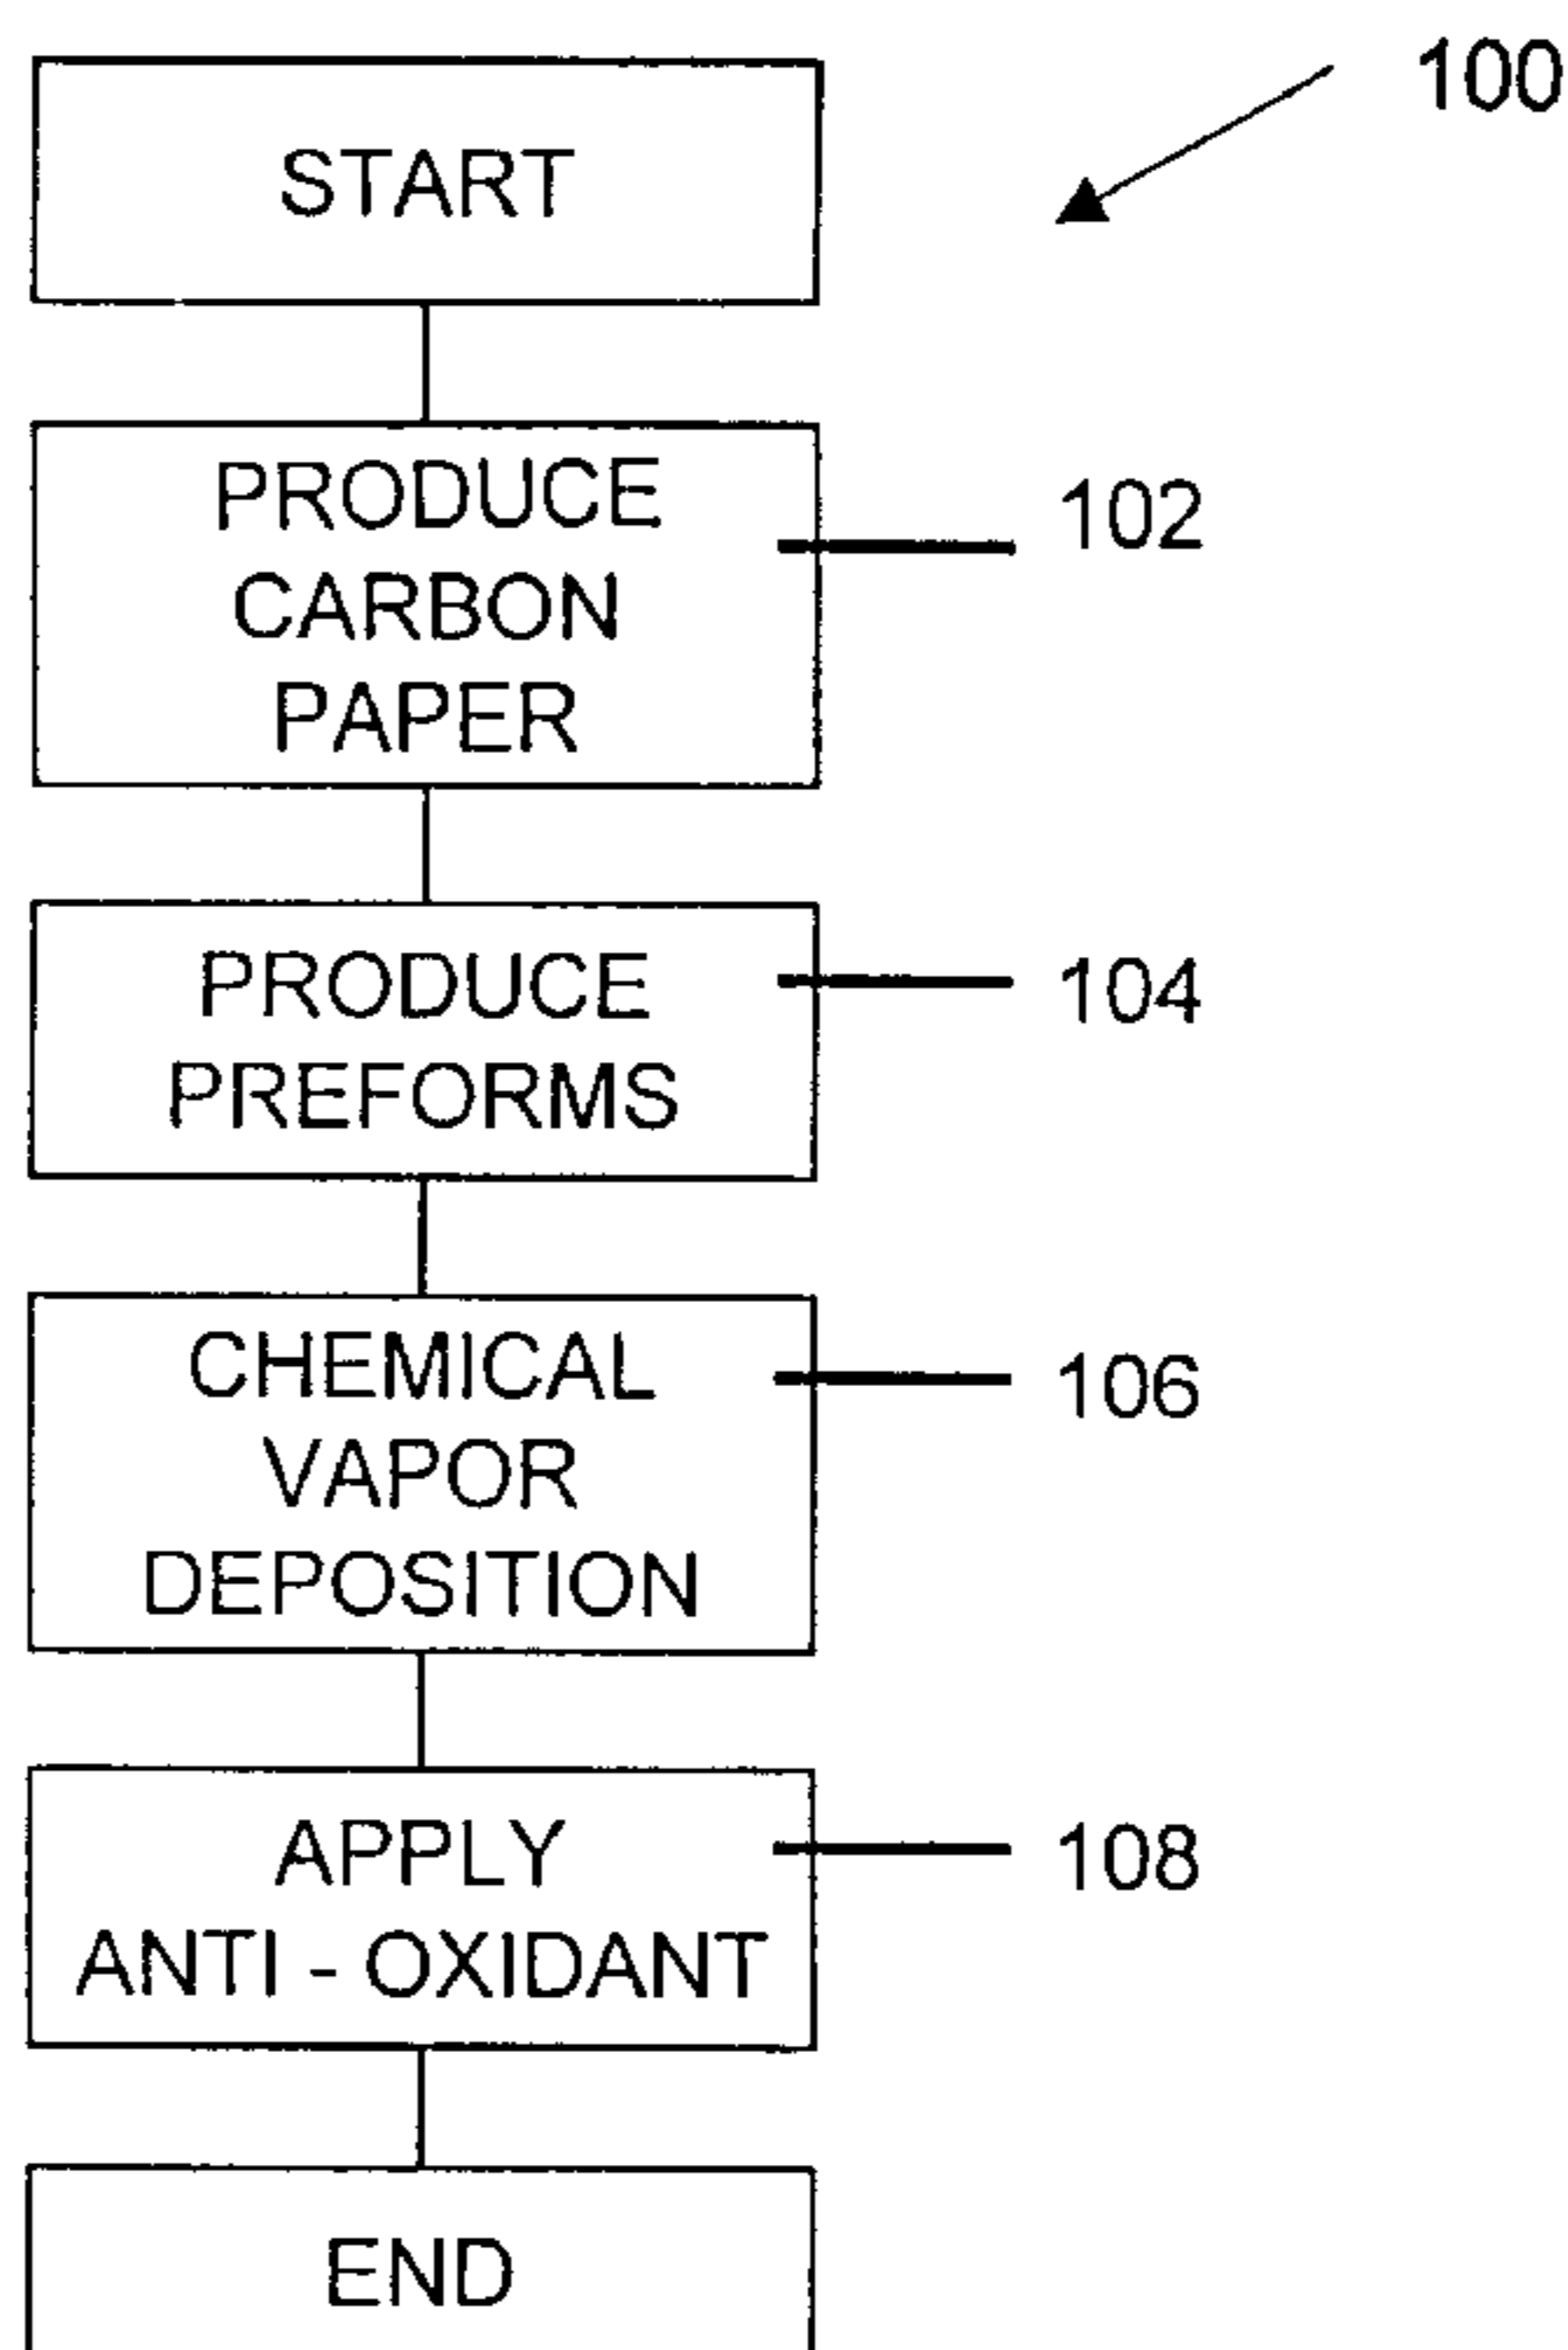 100
START
PRODUCE
CARBON
PAPER
102
PRODUCE
PREFORMS
104
CHEMICAL
VAPOR
DEPOSITION
106
APPLY
ANTI - OXIDANT
108
END